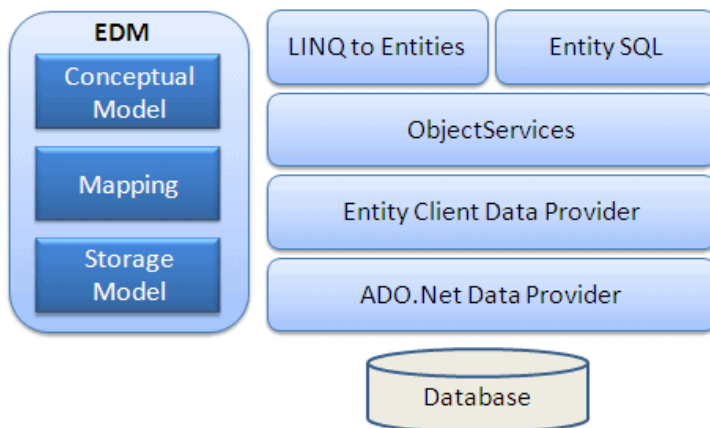 EDM
Conceptual
Model
Mapping
Storage
Model
LINQ to Entities
Entity SQL
ObjectServices
Entity Client Data Provider
ADO.Net Data Provider
Database